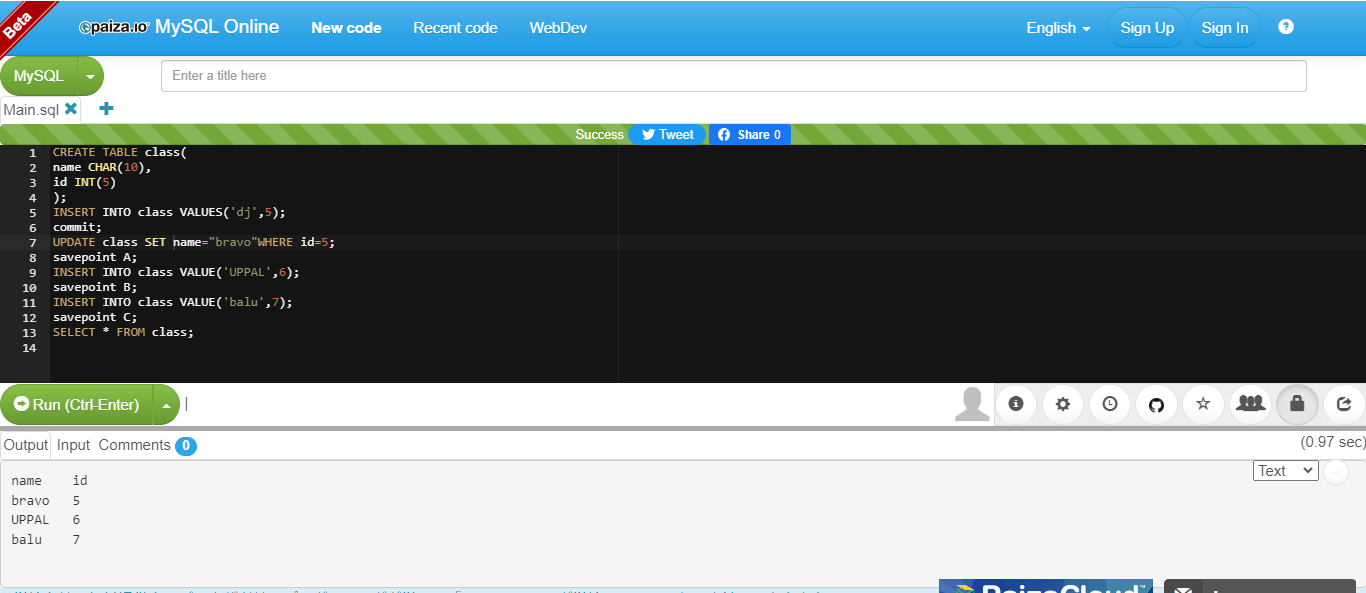 Beta
paiza.io MySQL Online New code Recent code WebDev English Sign Up Sign In ?
MySQL Enter a title here
Main.sql
Success Tweet Share 0
1 CREATE TABLE class(
2 name CHAR(10),
3 id INT(5)
4 );
5 INSERT INTO class VALUES('dj',5);
6 commit;
7 UPDATE class SET name="bravo"WHERE id=5;
8 savepoint A;
9 INSERT INTO class VALUE('UPPAL',6);
10 savepoint B;
11 INSERT INTO class VALUE('balu',7);
12 savepoint C;
13 SELECT * FROM class;
14
Run (Ctrl-Enter)
Output Input Comments 0 (0.97 sec)
Text
name id
bravo 5
UPPAL 6
balu 7
PaizaCloud